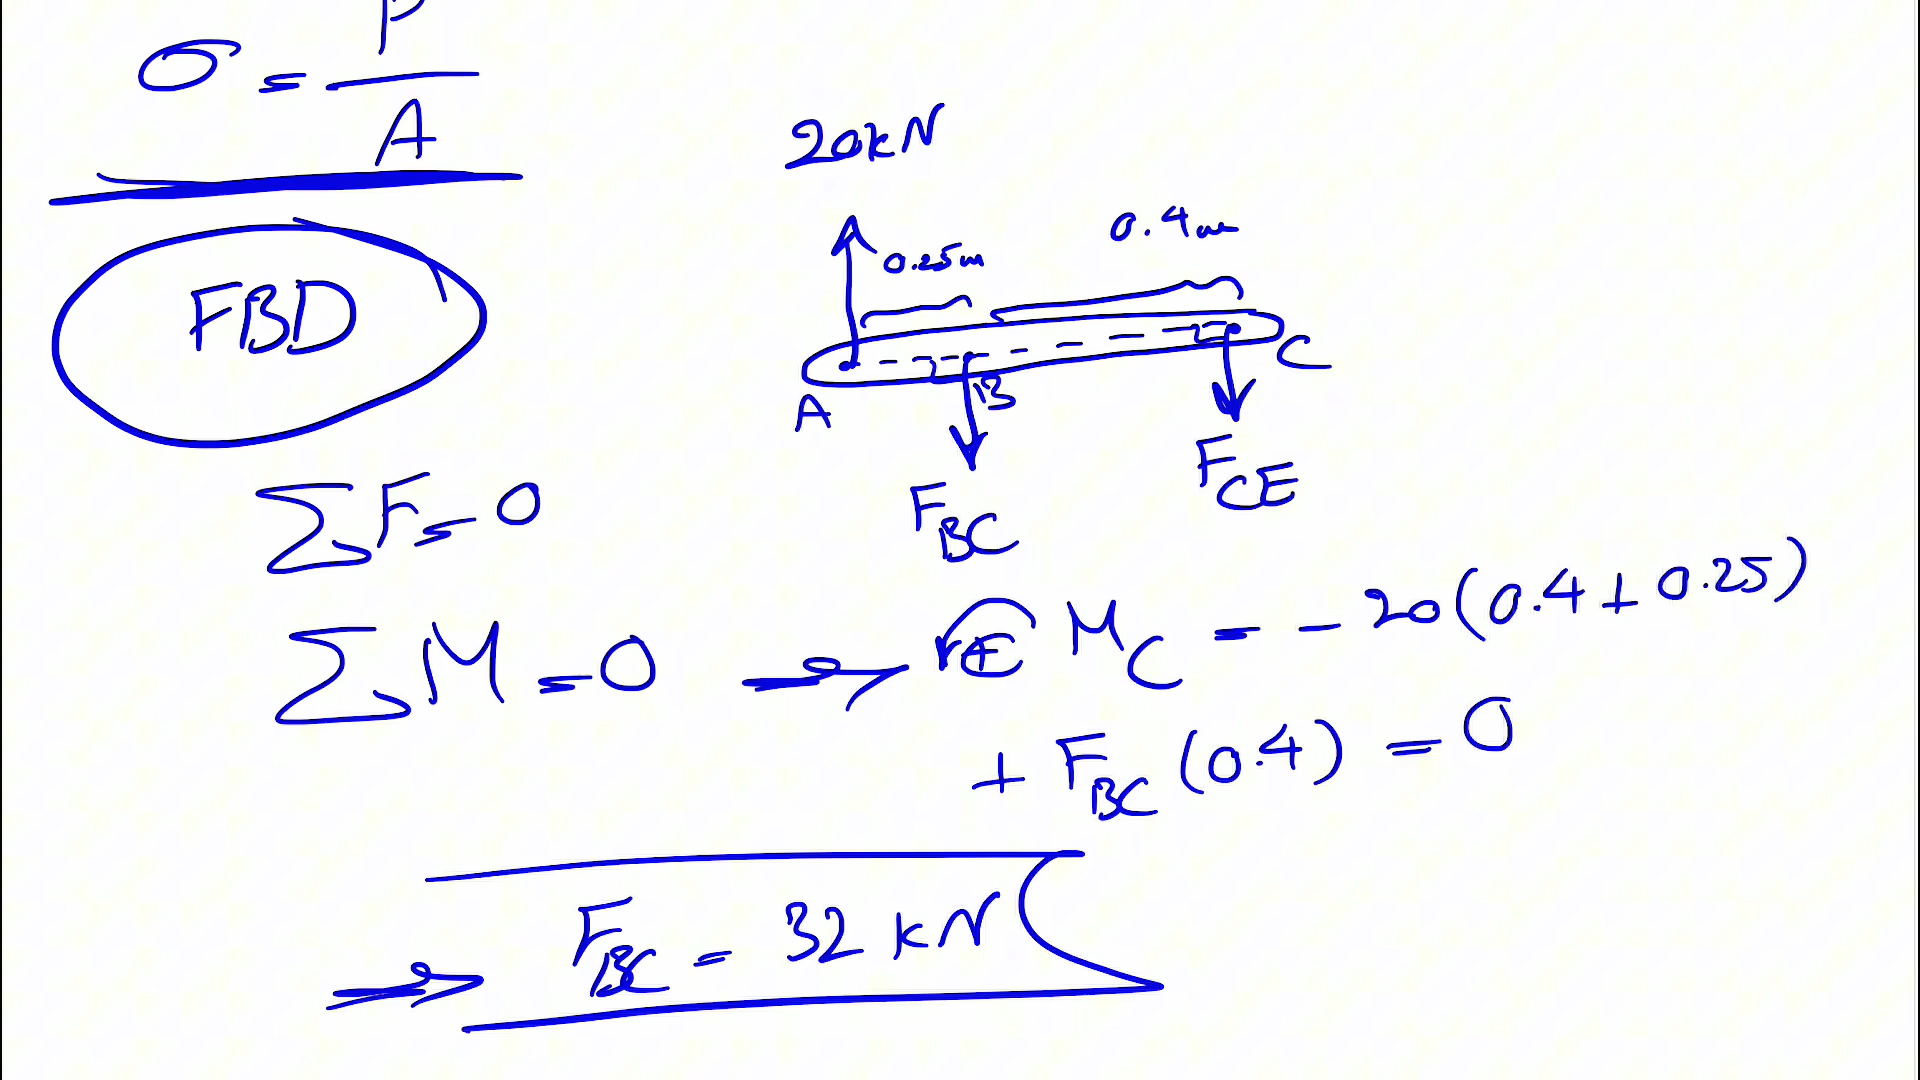 σ = P / A
20kN
0.25m
0.4m
A
B
C
F_BC
F_CE
FBD
ΣF = 0
ΣM = 0 → + M_C = - 20(0.4 + 0.25)
+ F_BC (0.4) = 0
⇒ F_BC = 32 kN